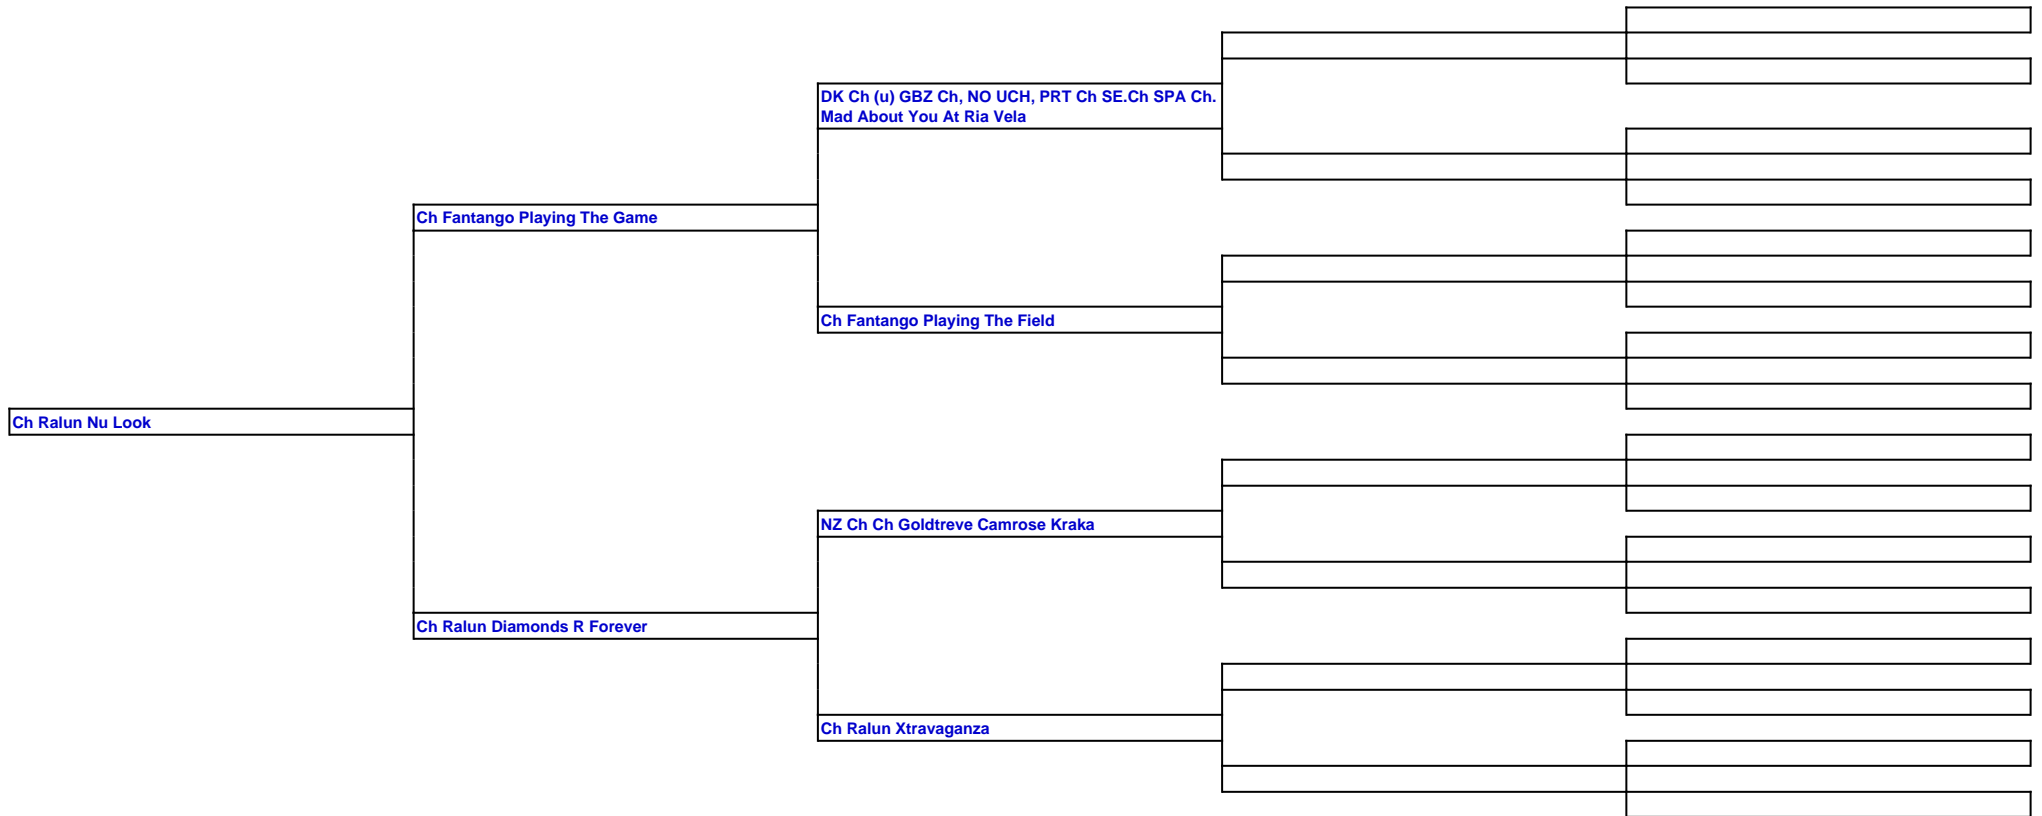 DK Ch (u) GBZ Ch, NO UCH, PRT Ch SE.Ch SPA Ch.
Mad About You At Ria Vela
Ch Fantango Playing The Game
Ch Fantango Playing The Field
Ch Ralun Nu Look
NZ Ch Ch Goldtreve Camrose Kraka
Ch Ralun Diamonds R Forever
Ch Ralun Xtravaganza